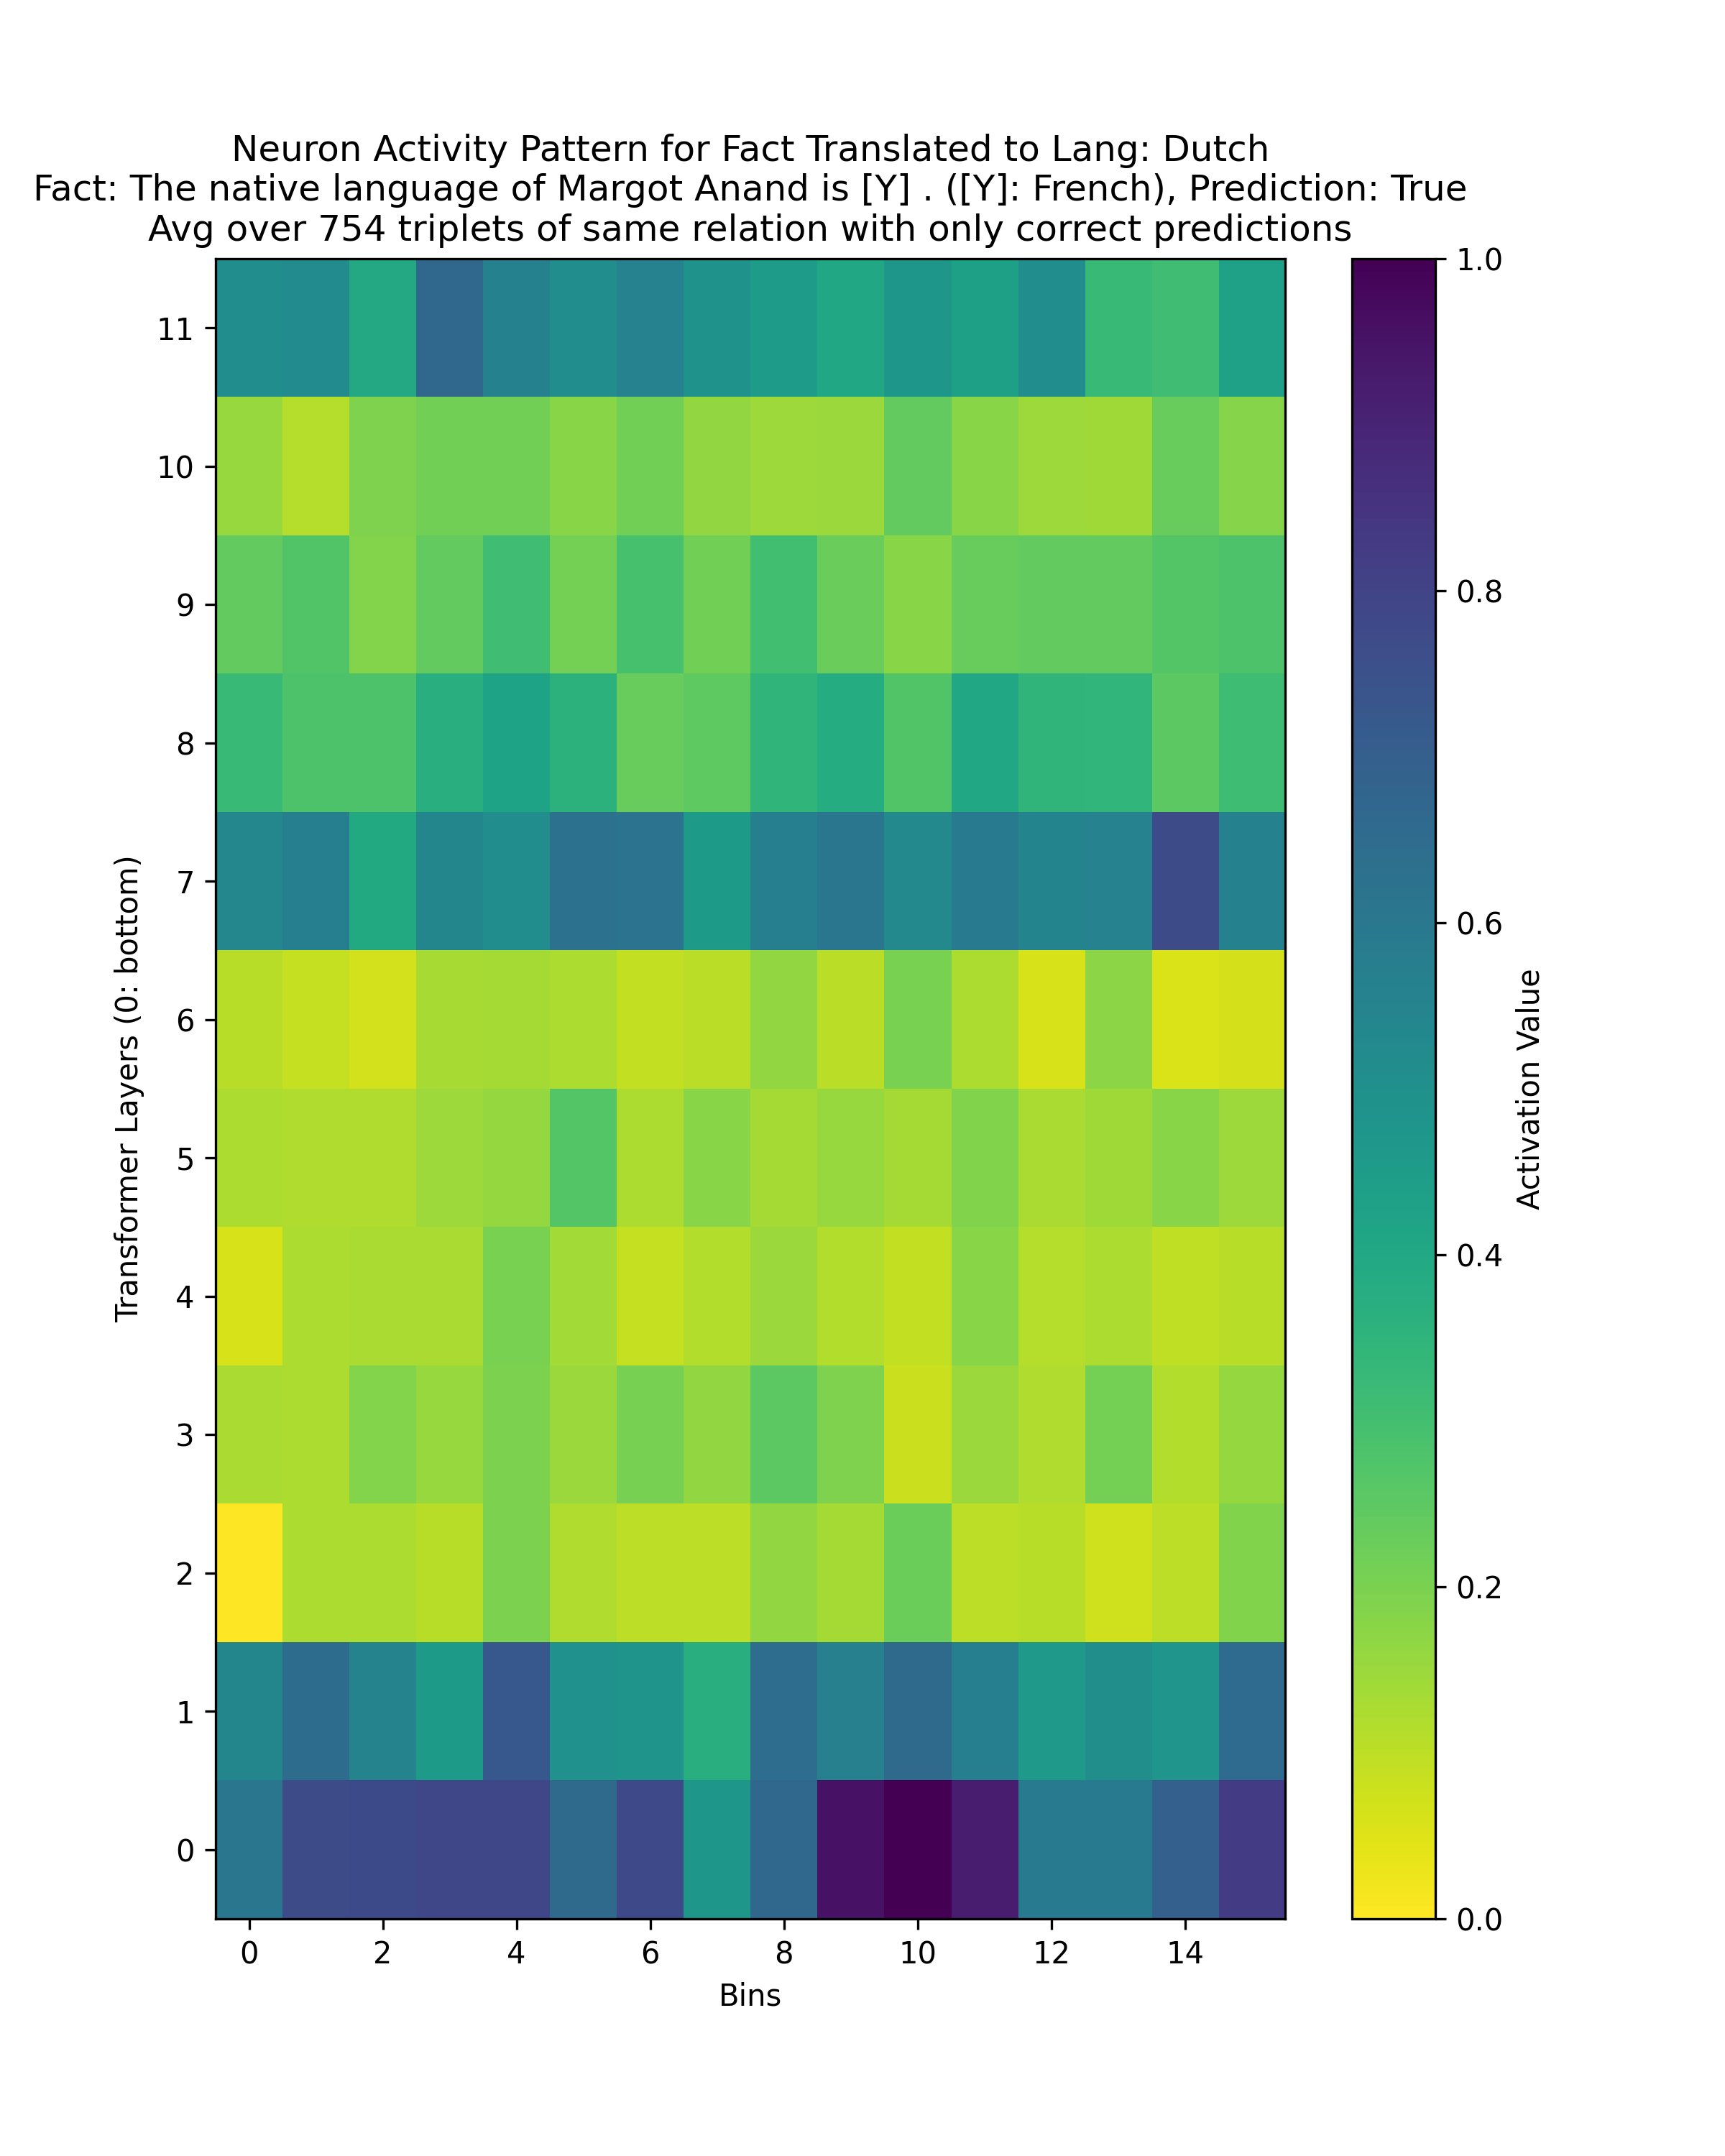 Neuron Activity Pattern for Fact Translated to Lang: Dutch
Fact: The native language of Margot Anand is [Y] . ([Y]: French), Prediction: True
Avg over 754 triplets of same relation with only correct predictions
11
10
9
8
7
6
5
4
3
2
1
0
Transformer Layers (0: bottom)
0 2 4 6 8 10 12 14
Bins
1.0
0.8
0.6
0.4
0.2
0.0
Activation Value